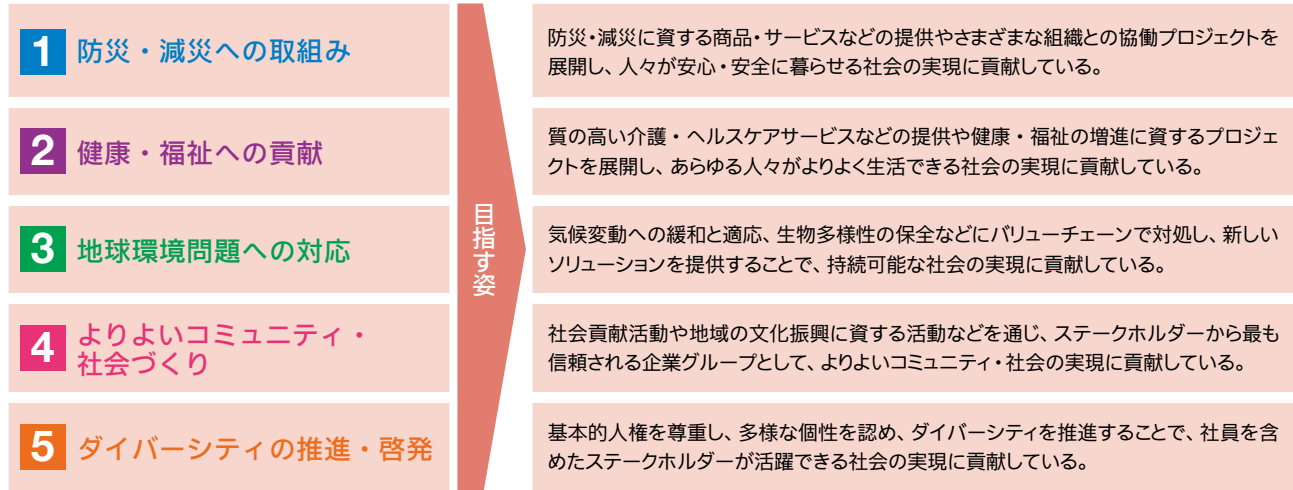 1 防災・減災への取組み
防災・減災に資する商品・サービスなどの提供やさまざまな組織との協働プロジェクトを
展開し、人々が安心・安全に暮らせる社会の実現に貢献している。
2 健康・福祉への貢献
質の高い介護・ヘルスケアサービスなどの提供や健康・福祉の増進に資するプロジェ
クトを展開し、あらゆる人々がよりよく生活できる社会の実現に貢献している。
3 地球環境問題への対応
目指す姿
気候変動への緩和と適応、生物多様性の保全などにバリューチェーンで対処し、新しい
ソリューションを提供することで、持続可能な社会の実現に貢献している。
4 よりよいコミュニティ・
社会づくり
社会貢献活動や地域の文化振興に資する活動などを通じ、ステークホルダーから最も
信頼される企業グループとして、よりよいコミュニティ・社会の実現に貢献している。
5 ダイバーシティの推進・啓発
基本的人権を尊重し、多様な個性を認め、ダイバーシティを推進することで、社員を含
めたステークホルダーが活躍できる社会の実現に貢献している。